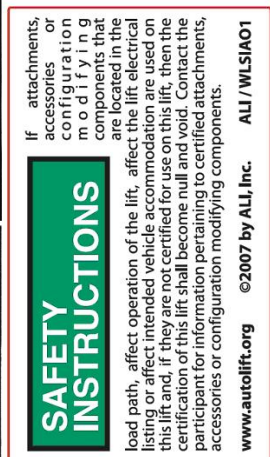 SAFETY
INSTRUCTIONS
If attachments,
accessories or
configuration
modifying
components that
are located in the
load path, affect operation of the lift, affect the lift electrical
listing or affect intended vehicle accommodation are used on
this lift and, if they are not certified for use on this lift, then the
certification of this lift shall become null and void. Contact the
participant for information pertaining to certified attachments,
accessories or configuration modifying components.
www.autolift.org ©2007 by ALI, Inc. ALI / WLSIAO1